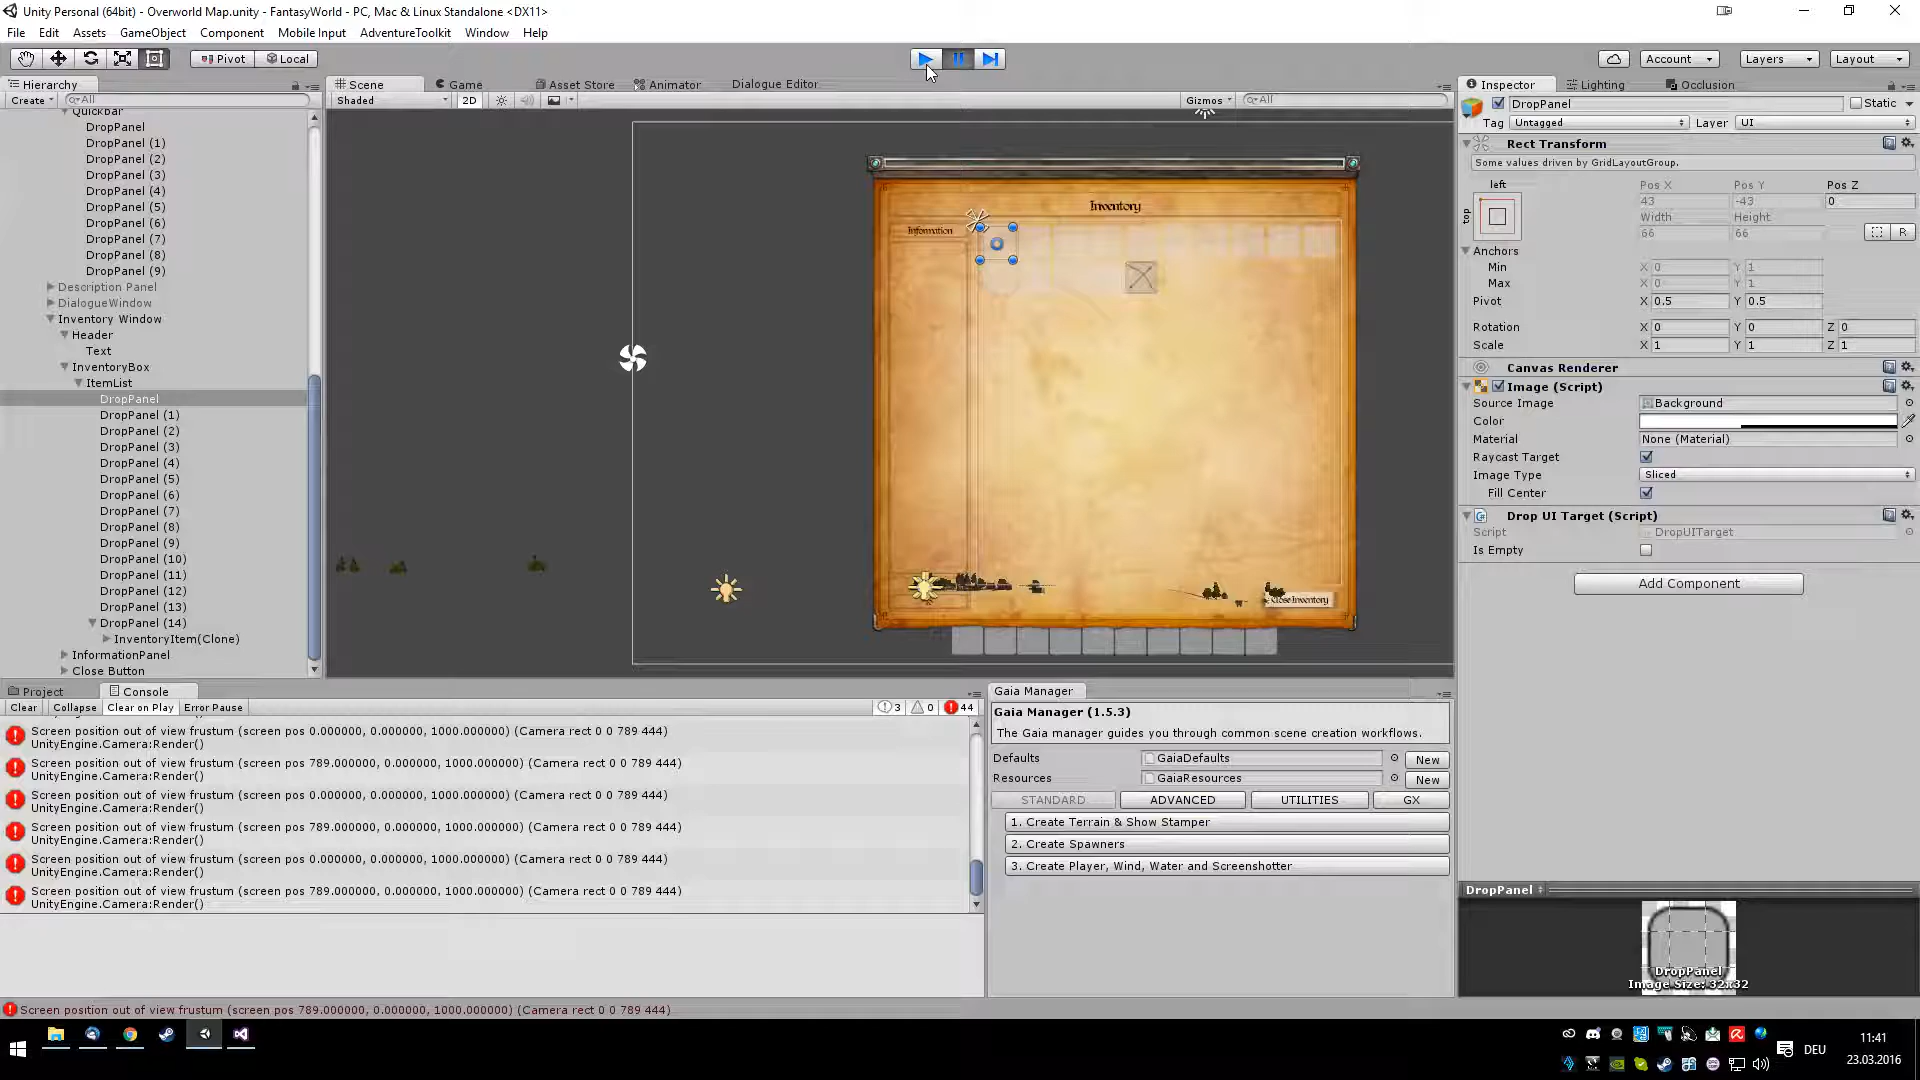 Unity Personal (64bit) - Overworld Map.unity - FantasyWorld - PC, Mac & Linux Standalone <DX11>
File Edit Assets GameObject Component Mobile Input AdventureToolkit Window Help
Pivot Local Account Layers Layout
Hierarchy
Create All
Quickbar
DropPanel
DropPanel (1)
DropPanel (2)
DropPanel (3)
DropPanel (4)
DropPanel (5)
DropPanel (6)
DropPanel (7)
DropPanel (8)
DropPanel (9)
Description Panel
DialogueWindow
Inventory Window
Header
Text
InventoryBox
ItemList
DropPanel
DropPanel (1)
DropPanel (2)
DropPanel (3)
DropPanel (4)
DropPanel (5)
DropPanel (6)
DropPanel (7)
DropPanel (8)
DropPanel (9)
DropPanel (10)
DropPanel (11)
DropPanel (12)
DropPanel (13)
DropPanel (14)
InventoryItem(Clone)
InformationPanel
Close Button
Scene Game Asset Store Animator Dialogue Editor
Shaded 2D Gizmos All
Inventory
Information
Close Inventory
Inspector Lighting Occlusion
DropPanel Static
Tag Untagged Layer UI
Rect Transform
Some values driven by GridLayoutGroup.
left Pos X Pos Y Pos Z
top 43 -43 0
Width Height
66 66 R
Anchors
Min X 0 Y 1
Max X 0 Y 1
Pivot X 0.5 Y 0.5
Rotation X 0 Y 0 Z 0
Scale X 1 Y 1 Z 1
Canvas Renderer
Image (Script)
Source Image Background
Color
Material None (Material)
Raycast Target
Image Type Sliced
Fill Center
Drop UI Target (Script)
Script DropUITarget
Is Empty
Add Component
DropPanel
DropPanel
Image Size: 32x32
Project Console
Clear Collapse Clear on Play Error Pause 3 0 44
Screen position out of view frustum (screen pos 0.000000, 0.000000, 1000.000000) (Camera rect 0 0 789 444)
UnityEngine.Camera:Render()
Screen position out of view frustum (screen pos 789.000000, 0.000000, 1000.000000) (Camera rect 0 0 789 444)
UnityEngine.Camera:Render()
Screen position out of view frustum (screen pos 0.000000, 0.000000, 1000.000000) (Camera rect 0 0 789 444)
UnityEngine.Camera:Render()
Screen position out of view frustum (screen pos 789.000000, 0.000000, 1000.000000) (Camera rect 0 0 789 444)
UnityEngine.Camera:Render()
Screen position out of view frustum (screen pos 0.000000, 0.000000, 1000.000000) (Camera rect 0 0 789 444)
UnityEngine.Camera:Render()
Screen position out of view frustum (screen pos 789.000000, 0.000000, 1000.000000) (Camera rect 0 0 789 444)
UnityEngine.Camera:Render()
Gaia Manager
Gaia Manager (1.5.3)
The Gaia manager guides you through common scene creation workflows.
Defaults GaiaDefaults New
Resources GaiaResources New
STANDARD ADVANCED UTILITIES GX
1. Create Terrain & Show Stamper
2. Create Spawners
3. Create Player, Wind, Water and Screenshotter
Screen position out of view frustum (screen pos 789.000000, 0.000000, 1000.000000) (Camera rect 0 0 789 444)
DEU
11:41
23.03.2016